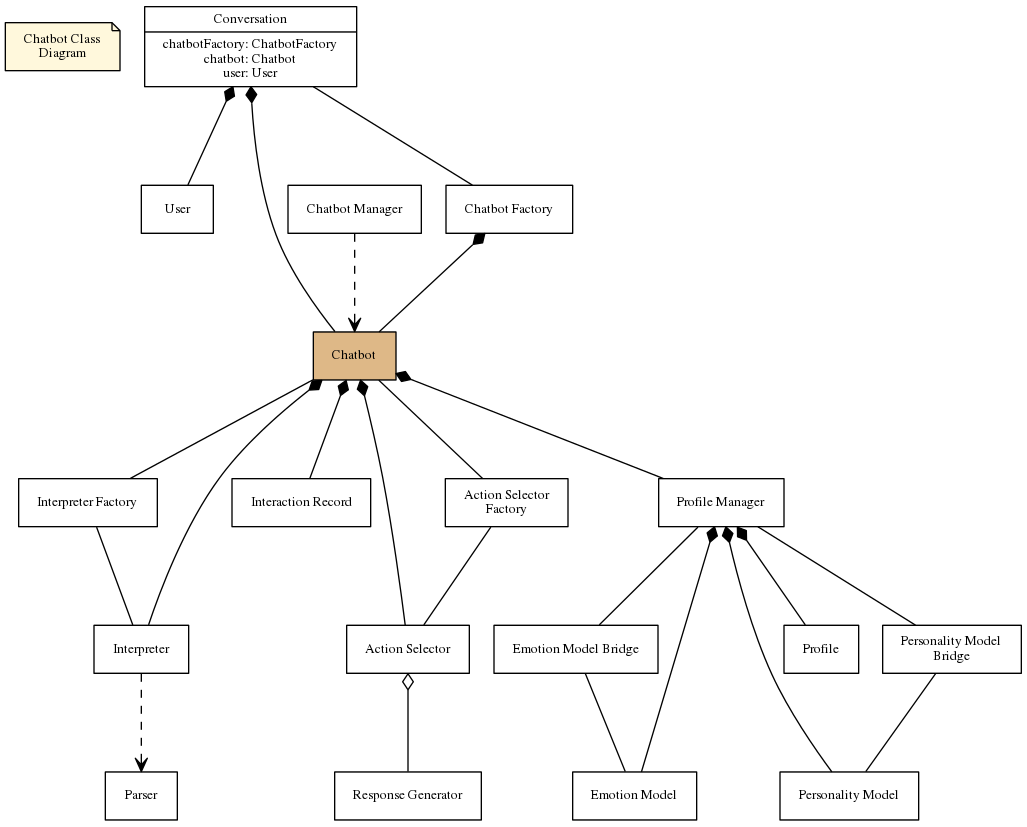 Chatbot Class
Diagram
Conversation
chatbotFactory: ChatbotFactory
chatbot: Chatbot
user: User
User
Chatbot Manager
Chatbot Factory
Chatbot
Interpreter Factory
Interaction Record
Action Selector
Factory
Profile Manager
Interpreter
Action Selector
Emotion Model Bridge
Profile
Personality Model
Bridge
Parser
Response Generator
Emotion Model
Personality Model